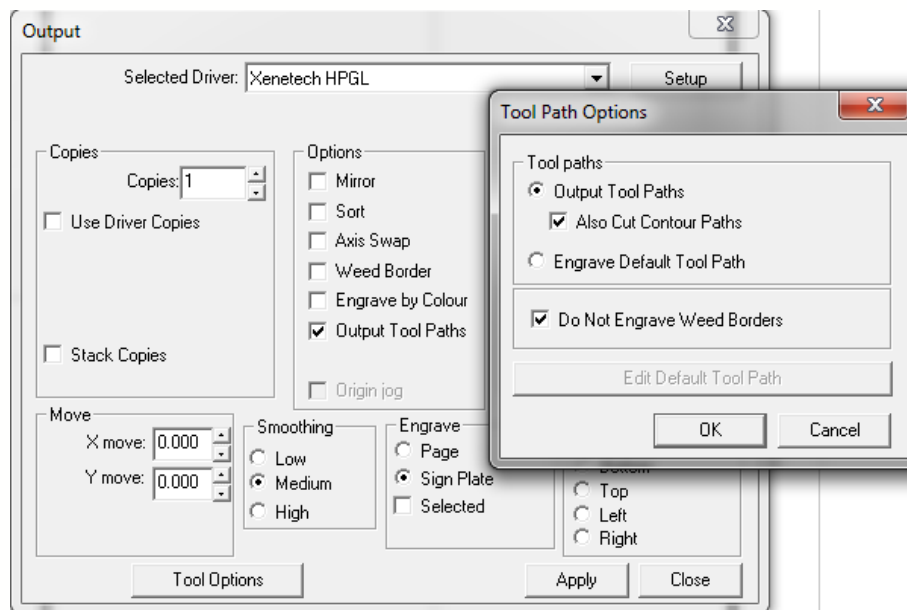 Output
Selected Driver: Xenetech HPGL
Setup
Copies
Copies: 1
Use Driver Copies
Stack Copies
Options
Mirror
Sort
Axis Swap
Weed Border
Engrave by Colour
Output Tool Paths
Origin jog
Move
X move: 0.000
Y move: 0.000
Smoothing
Low
Medium
High
Engrave
Page
Sign Plate
Selected
Top
Left
Right
Tool Options
Apply
Close
Tool Path Options
Tool paths
Output Tool Paths
Also Cut Contour Paths
Engrave Default Tool Path
Do Not Engrave Weed Borders
Edit Default Tool Path
OK
Cancel